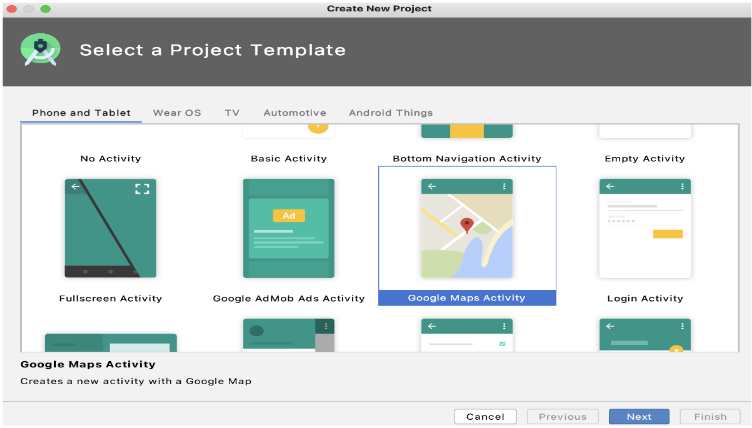 Create New Project
Select a Project Template
Phone and Tablet Wear OS TV Automotive Android Things
No Activity Basic Activity Bottom Navigation Activity Empty Activity
Ad
Fullscreen Activity Google AdMob Ads Activity Google Maps Activity Login Activity
Google Maps Activity
Creates a new activity with a Google Map
Cancel Previous Next Finish